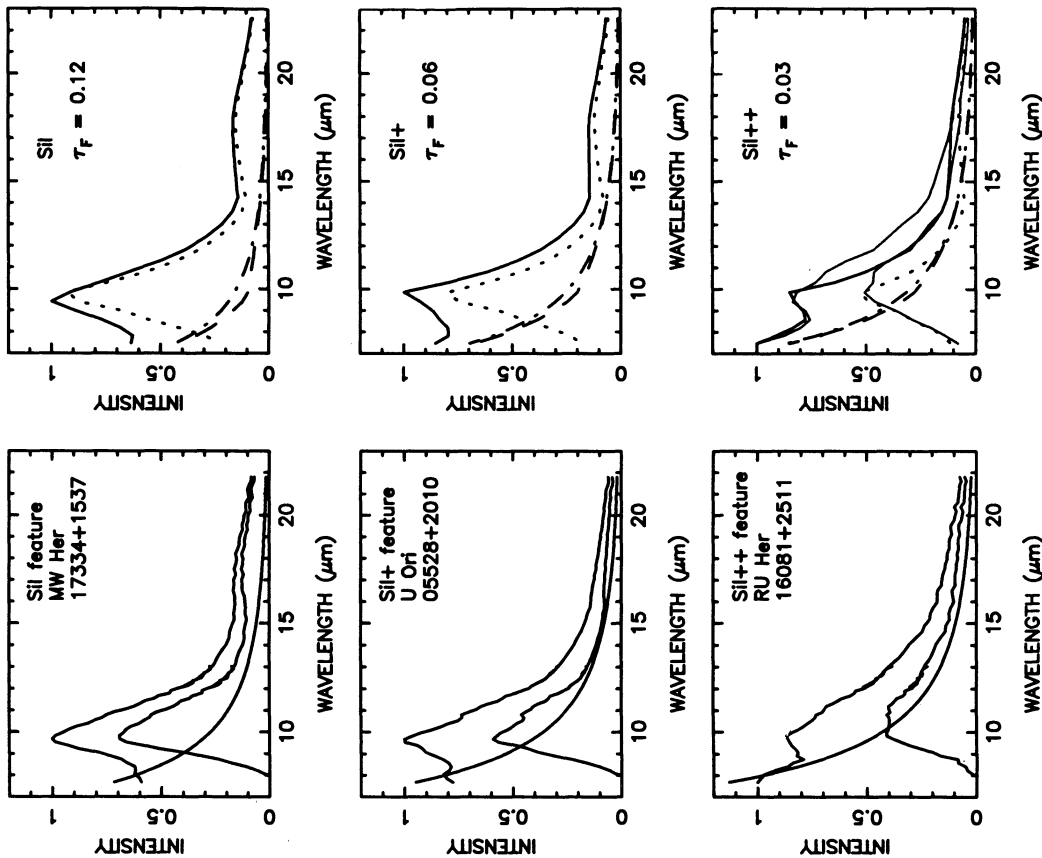 Sil feature
MW Her
17334+1537
INTENSITY
1
0.5
0
10 15 20
WAVELENGTH (μm)
Sil
τF = 0.12
INTENSITY
1
0.5
0
10 15 20
WAVELENGTH (μm)
Sil+ feature
U Ori
05528+2010
INTENSITY
1
0.5
0
10 15 20
WAVELENGTH (μm)
Sil+
τF = 0.06
INTENSITY
1
0.5
0
10 15 20
WAVELENGTH (μm)
Sil++ feature
RU Her
16081+2511
INTENSITY
1
0.5
0
10 15 20
WAVELENGTH (μm)
Sil++
τF = 0.03
INTENSITY
1
0.5
0
10 15 20
WAVELENGTH (μm)